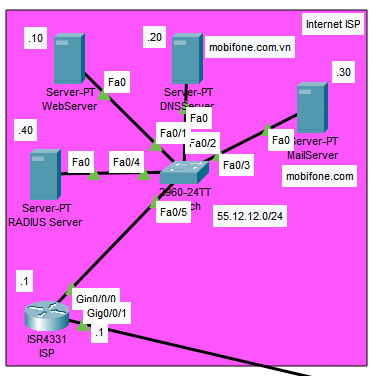 Internet ISP
.10
.20
mobifone.com.vn
.30
Server-PT
WebServer
Fa0
Server-PT
DNSServer
Fa0
Server-PT
MailServer
Fa0
mobifone.com
.40
Fa0/1
Fa0/2
Fa0/3
Fa0
Fa0/4
2960-24TT
Fa0/5
55.12.12.0/24
Server-PT
RADIUS Server
.1
Gig0/0/0
Gig0/0/1
.1
ISR4331
ISP